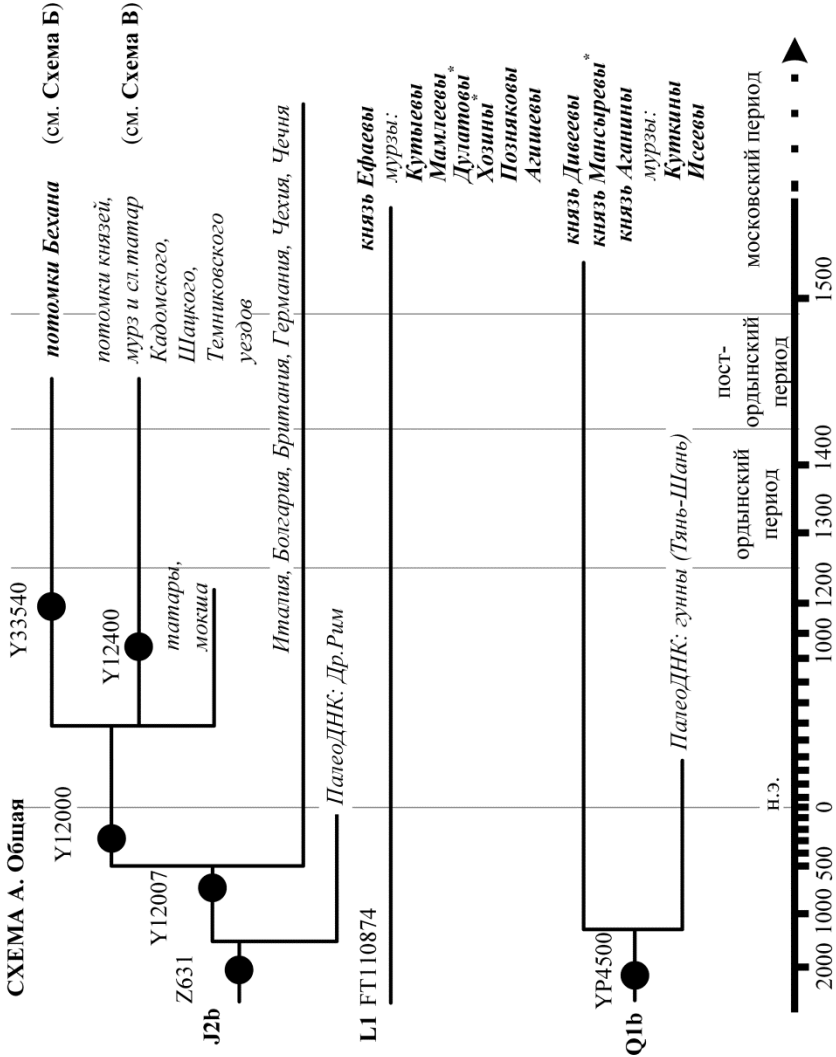 СХЕМА А. Общая
Y33540
потомки Бехана (см. Схема Б)
Y12000
Y12400
потомки князей,
мурз и сл.татар
Кадомского,
Шацкого,
Темниковского
уездов
(см. Схема В)
татары,
мокша
Y12007
Z631
J2b
Италия, Болгария, Британия, Германия, Чехия, Чечня
ПалеоДНК: Др.Рим
L1 FT110874
князь Ефаевы
мурзы:
Кутыевы
Мамлеевы
Дулатовы*
Хозины*
Позняковы
Агишевы
YP4500
Q1b
князь Дивеевы
князь Мансыревы*
князь Аганины
мурзы:
Куткины
Исеевы
ПалеоДНК: гунны (Тянь-Шань)
н.э.
ордынский
период
пост-
ордынский
период
московский период
2000 1000 500 0 1000 1200 1300 1400 1500